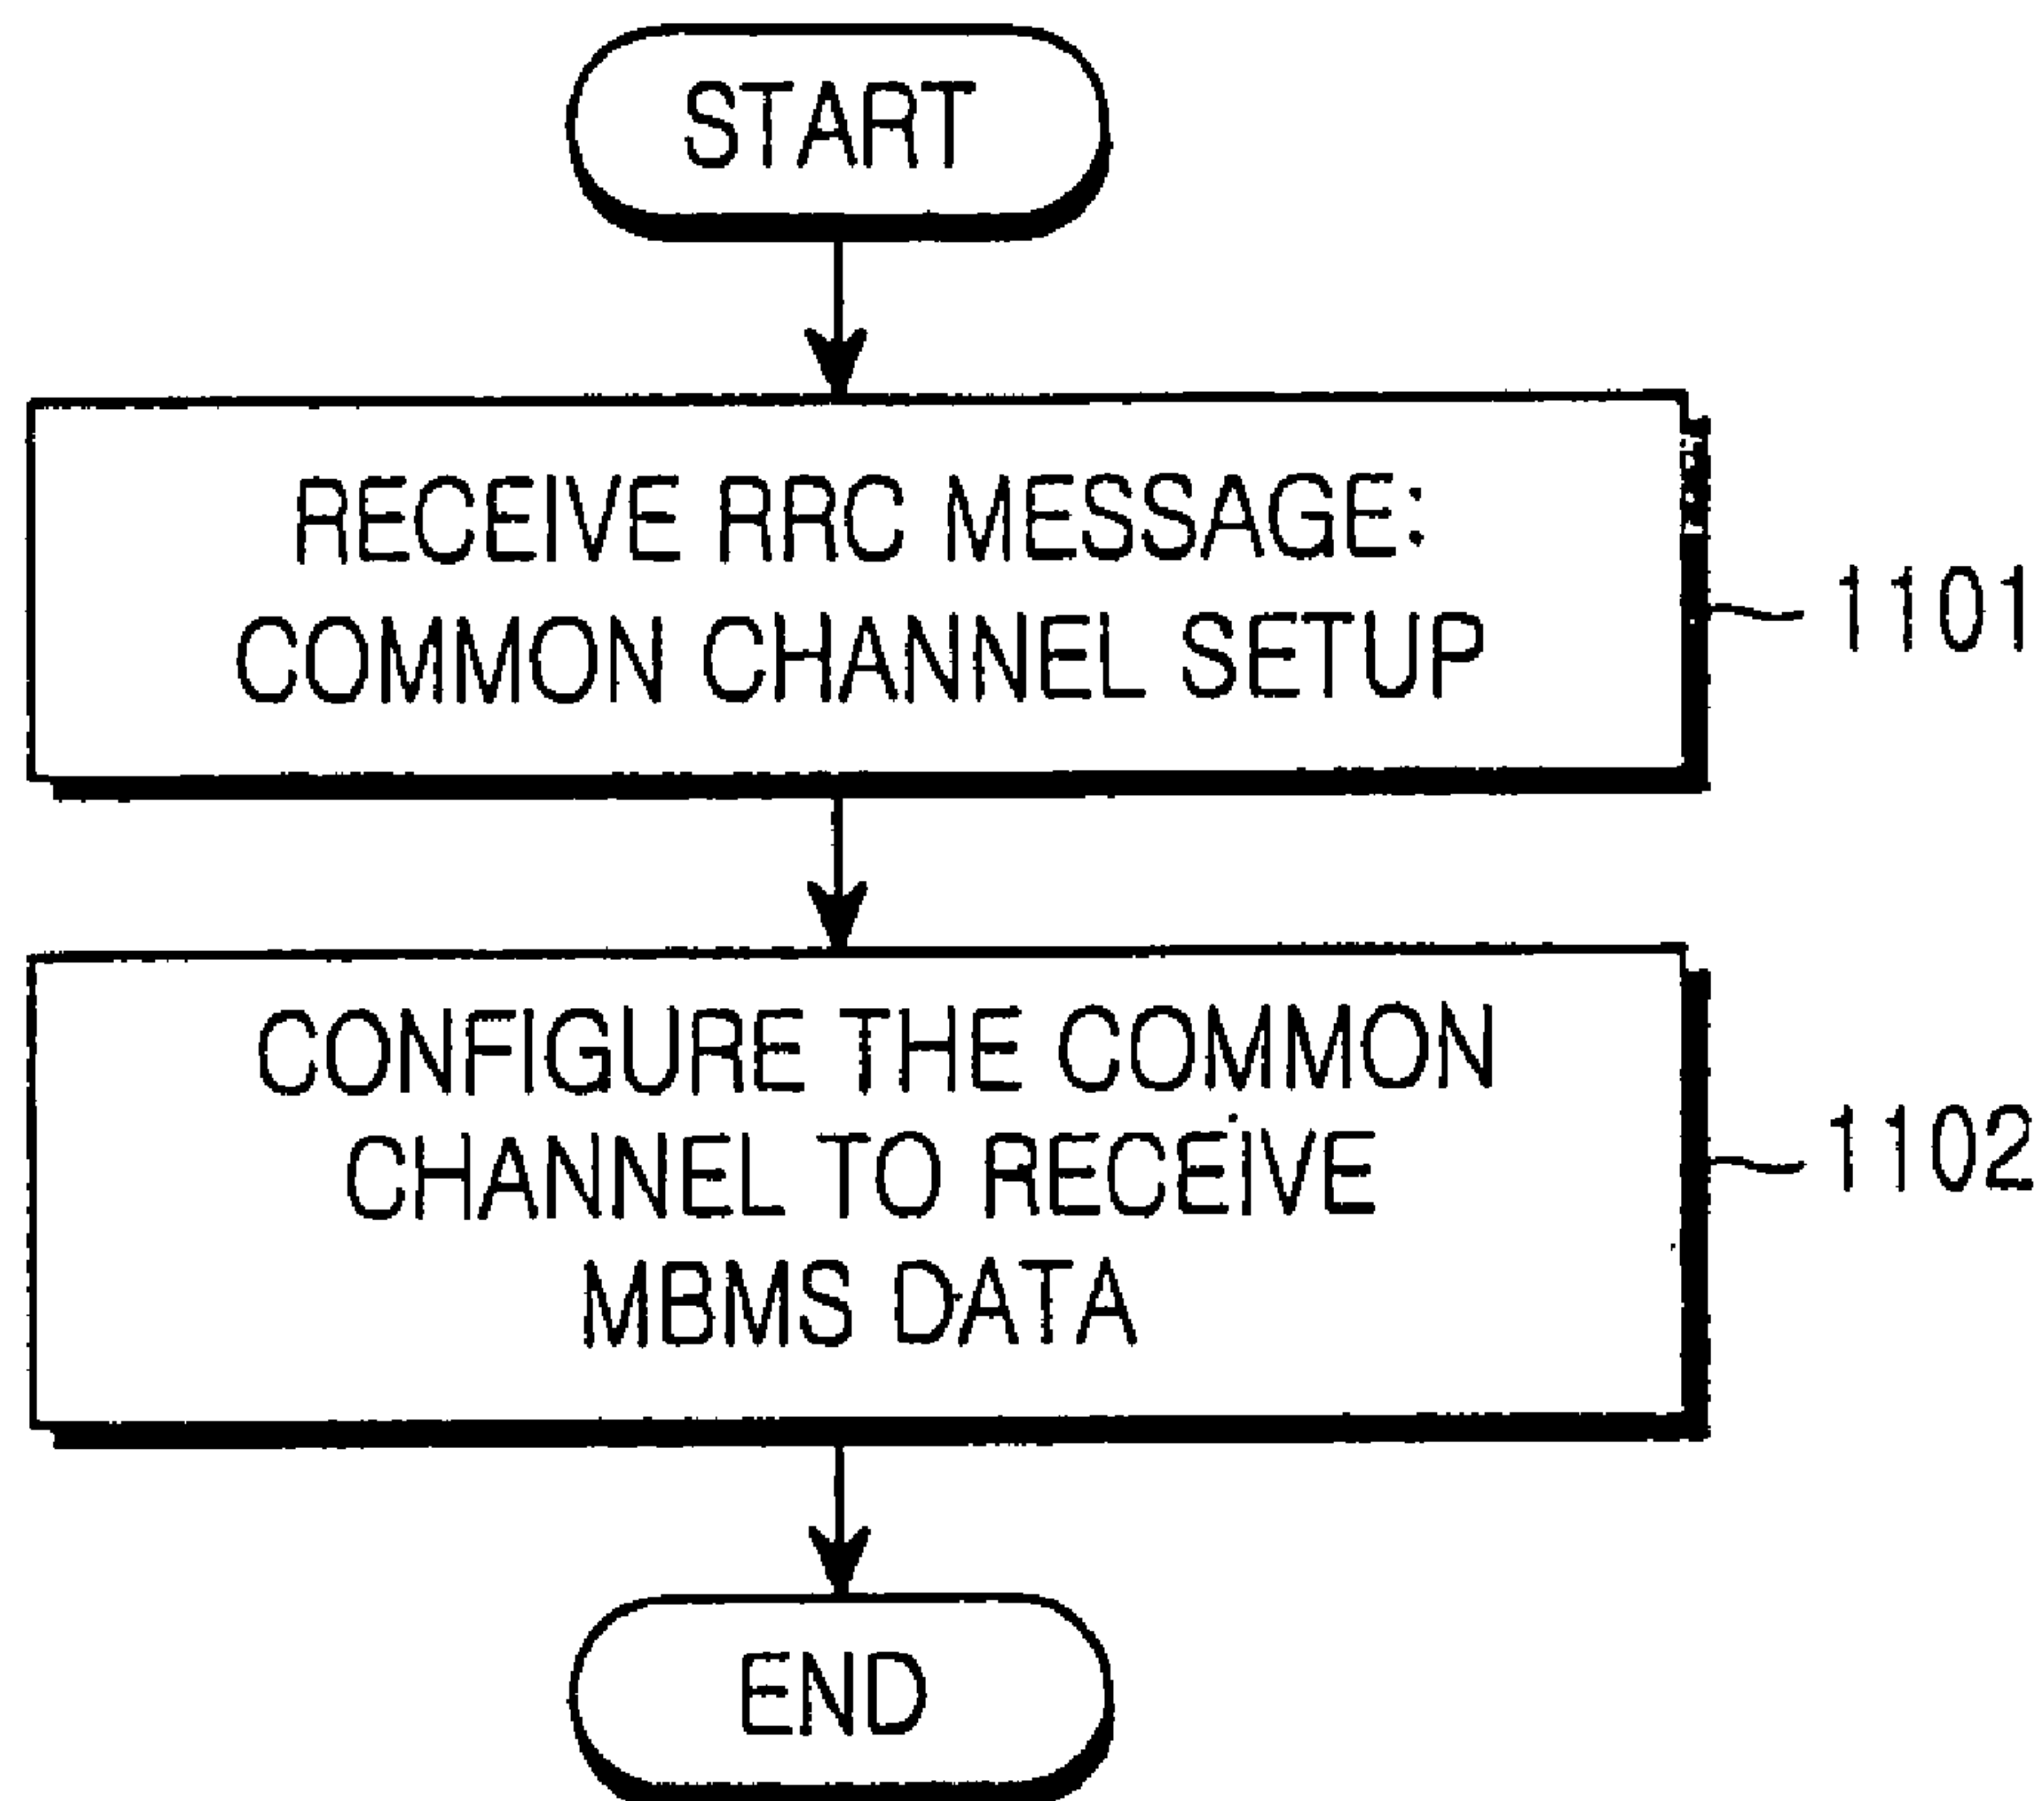 START
RECEIVE RRC MESSAGE:
COMMON CHANNEL SETUP
1101
CONFIGURE THE COMMON
CHANNEL TO RECEIVE
MBMS DATA
1102
END